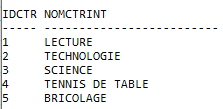 IDCTR NOMCTRINT
----- -------------------------
1     LECTURE
2     TECHNOLOGIE
3     SCIENCE
4     TENNIS DE TABLE
5     BRICOLAGE